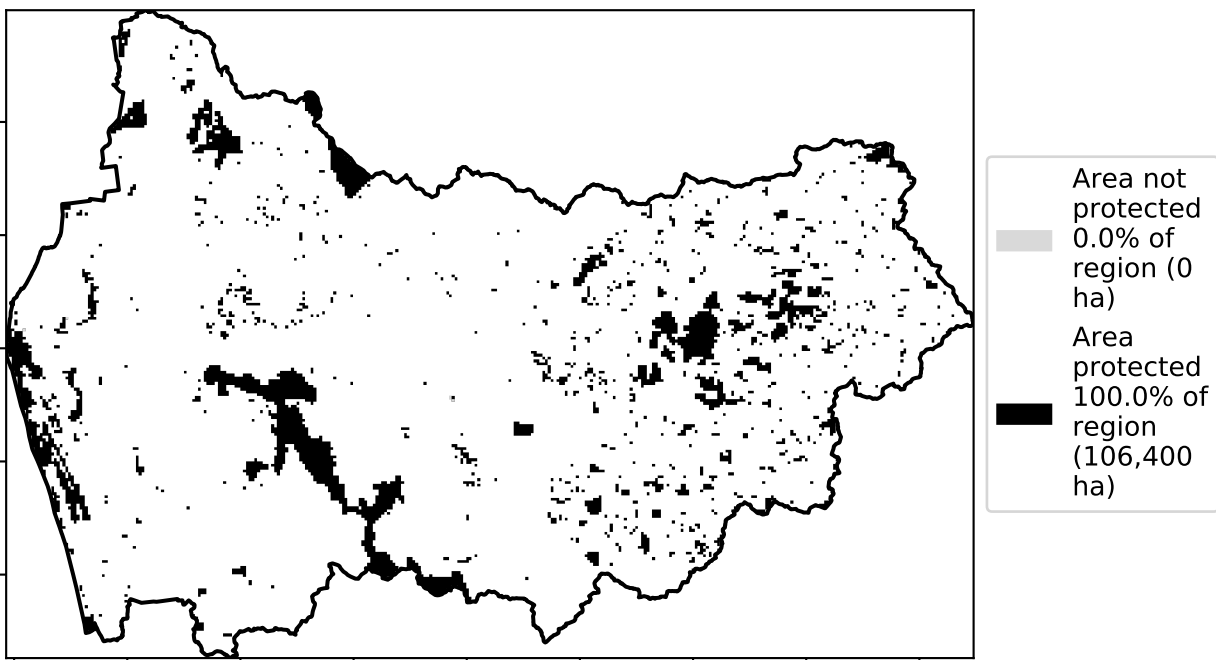 Area not
protected
0.0% of
region (0
ha)
Area
protected
100.0% of
region
(106,400
ha)